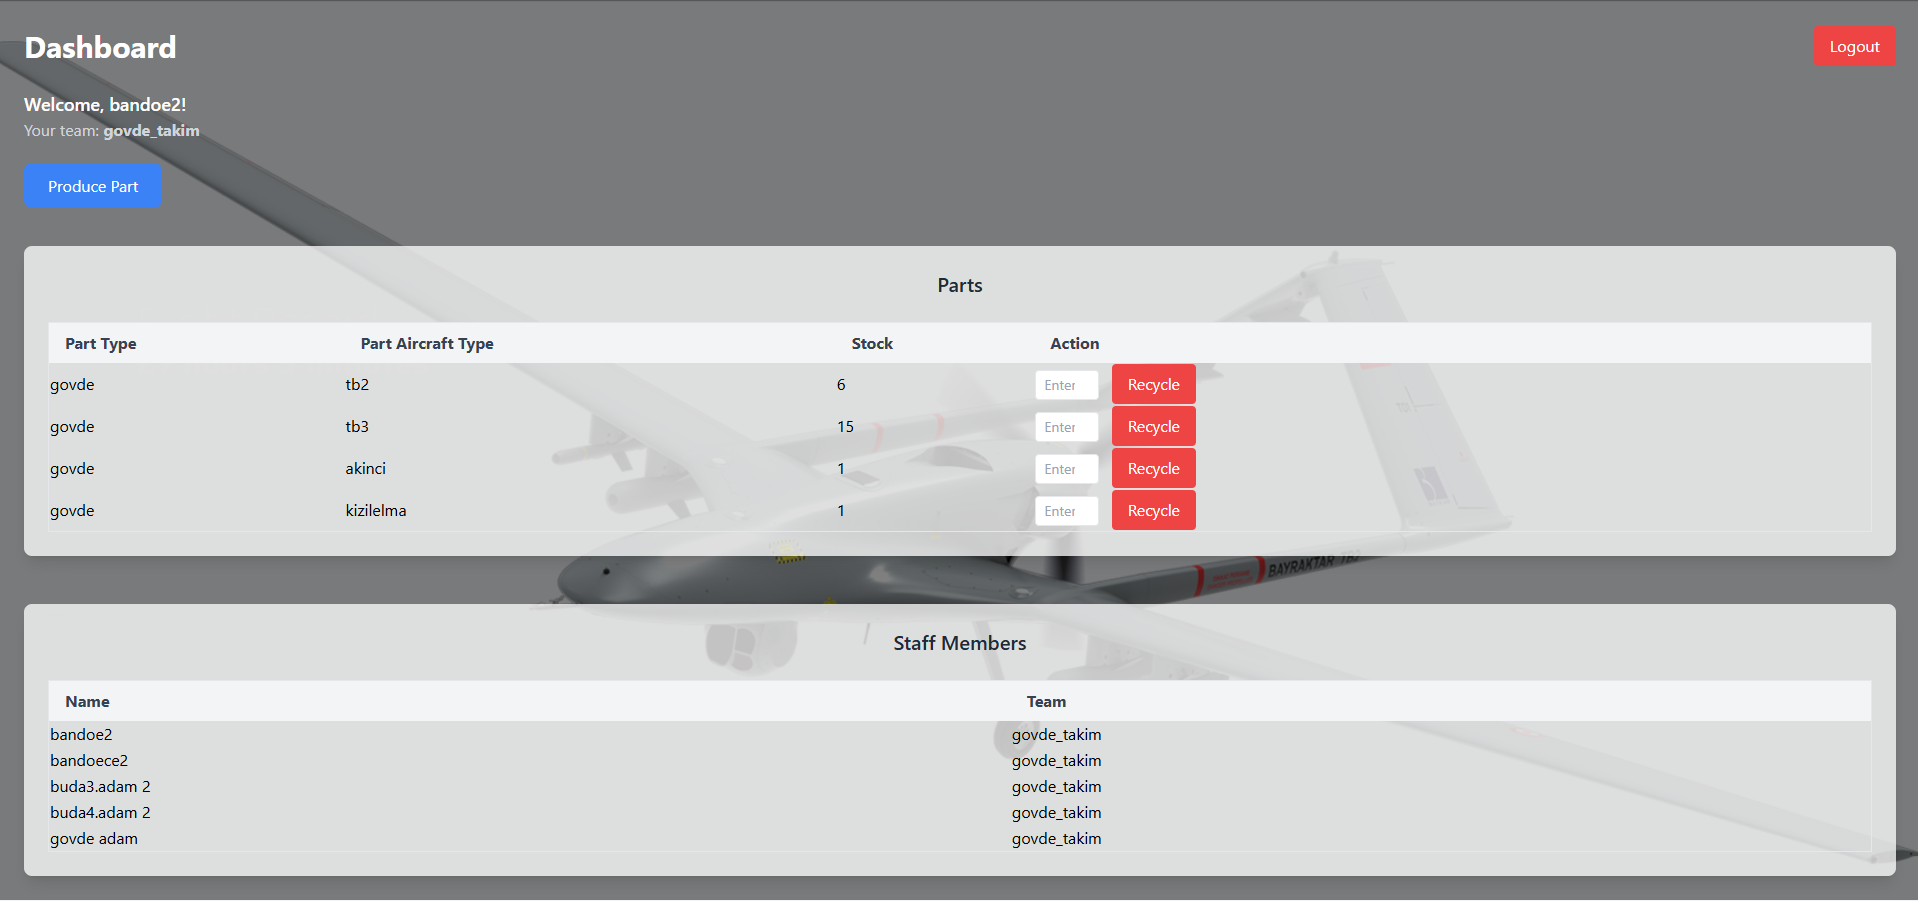 Dashboard
Logout
Welcome, bandoe2!
Your team: govde_takim
Produce Part
Parts
Part Type Part Aircraft Type Stock Action
govde tb2 6 Enter Recycle
govde tb3 15 Enter Recycle
govde akinci 1 Enter Recycle
govde kizilelma 1 Enter Recycle
BAYRAKTAR TB2
Staff Members
Name Team
bandoe2 govde_takim
bandoece2 govde_takim
buda3.adam 2 govde_takim
buda4.adam 2 govde_takim
govde adam govde_takim